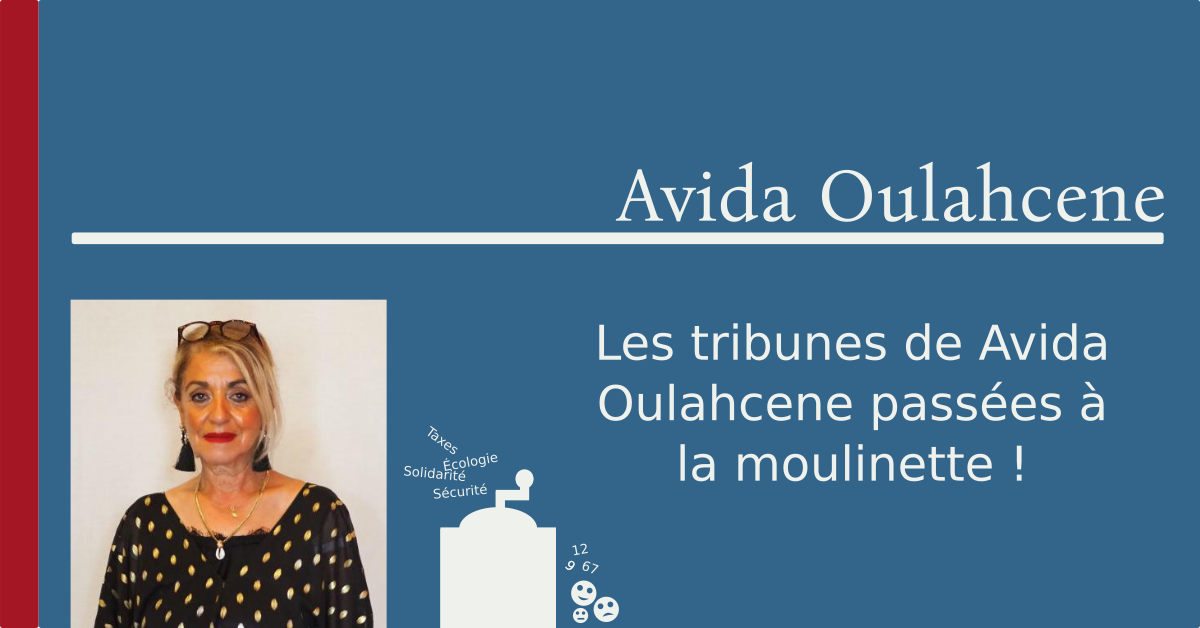 Avida Oulahcene
Les tribunes de Avida
Oulahcene passées à
la moulinette !
Taxes
Écologie
Solidarité
Sécurité
12
9 67